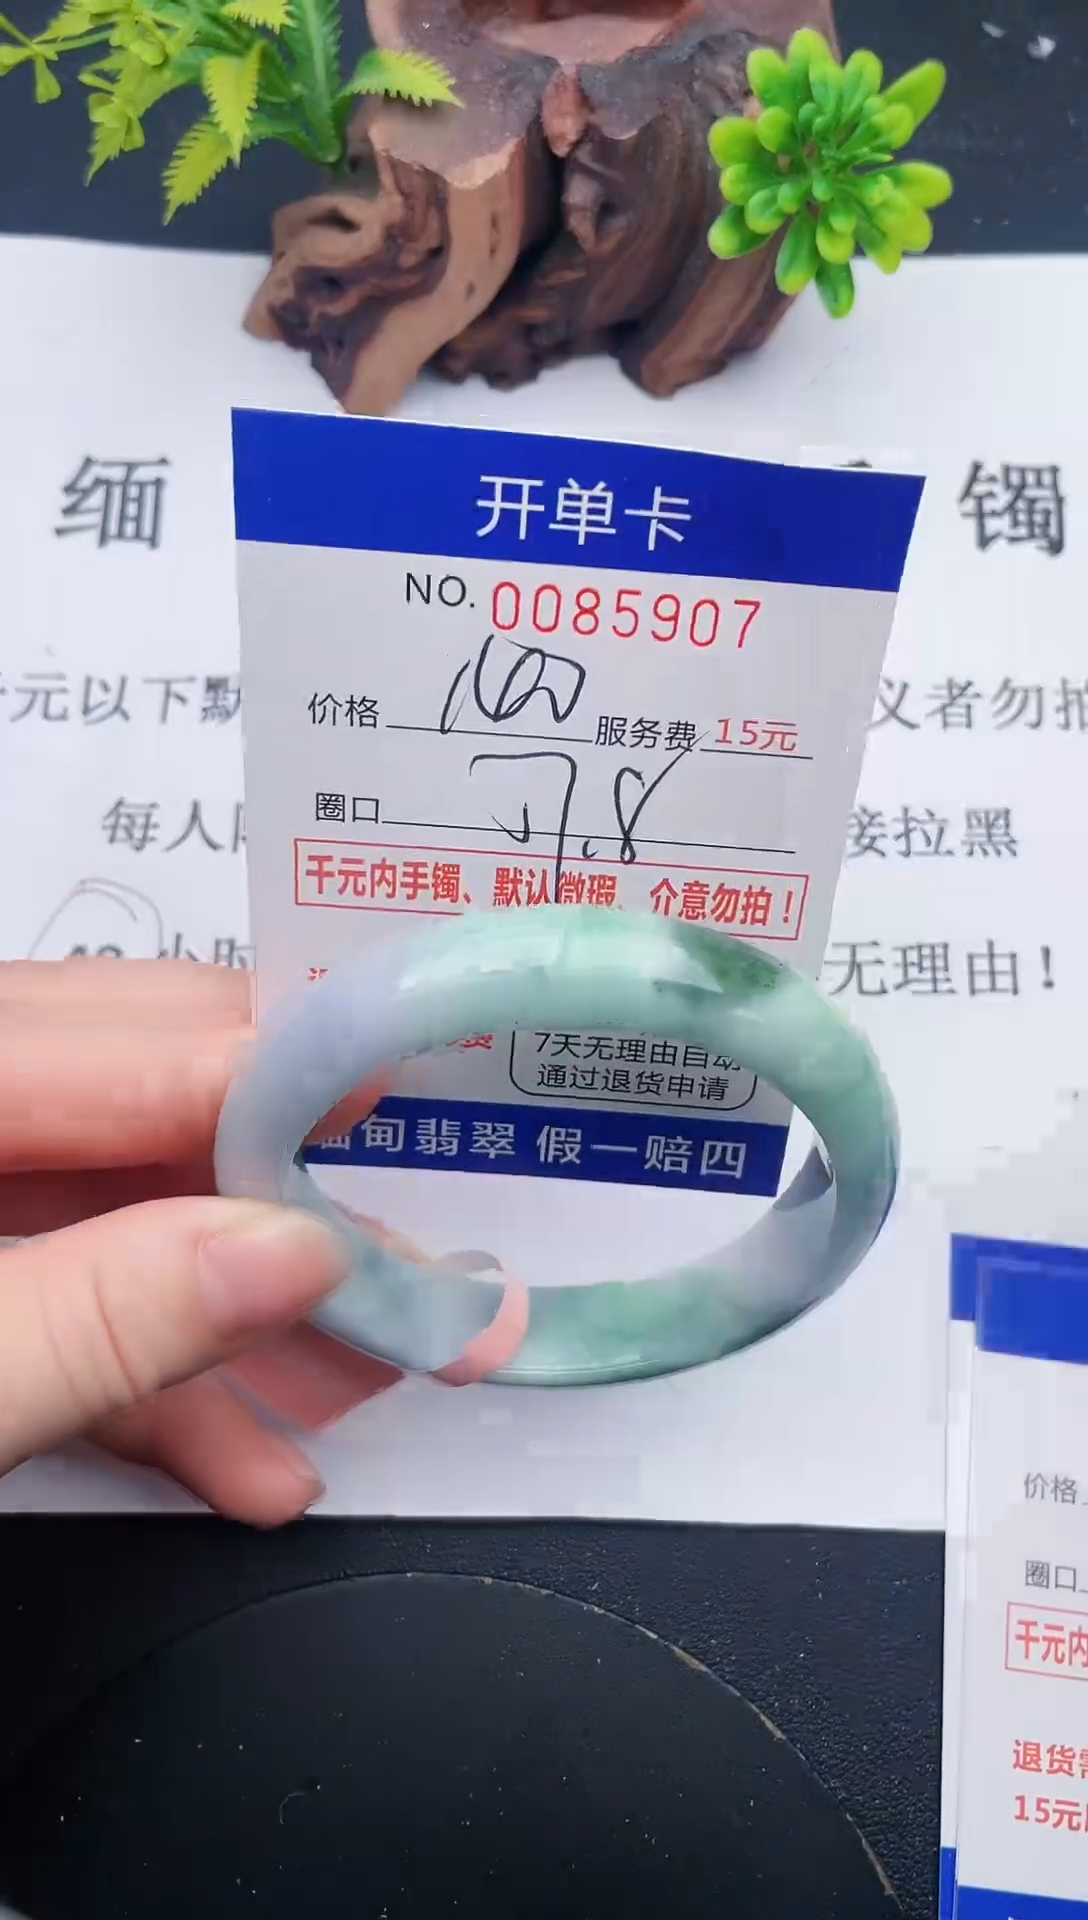 缅
镯
开单卡
NO. 0085907
价格
服务费 15元
圈口 57.8
千元内手镯、默认微瑕、介意勿拍！
元以下默
义者勿拍
每人
接拉黑
小时
无理由！
7天无理由自动
通过退货申请
缅甸翡翠 假一赔四
价格
圈口
千元内
退货需
15元